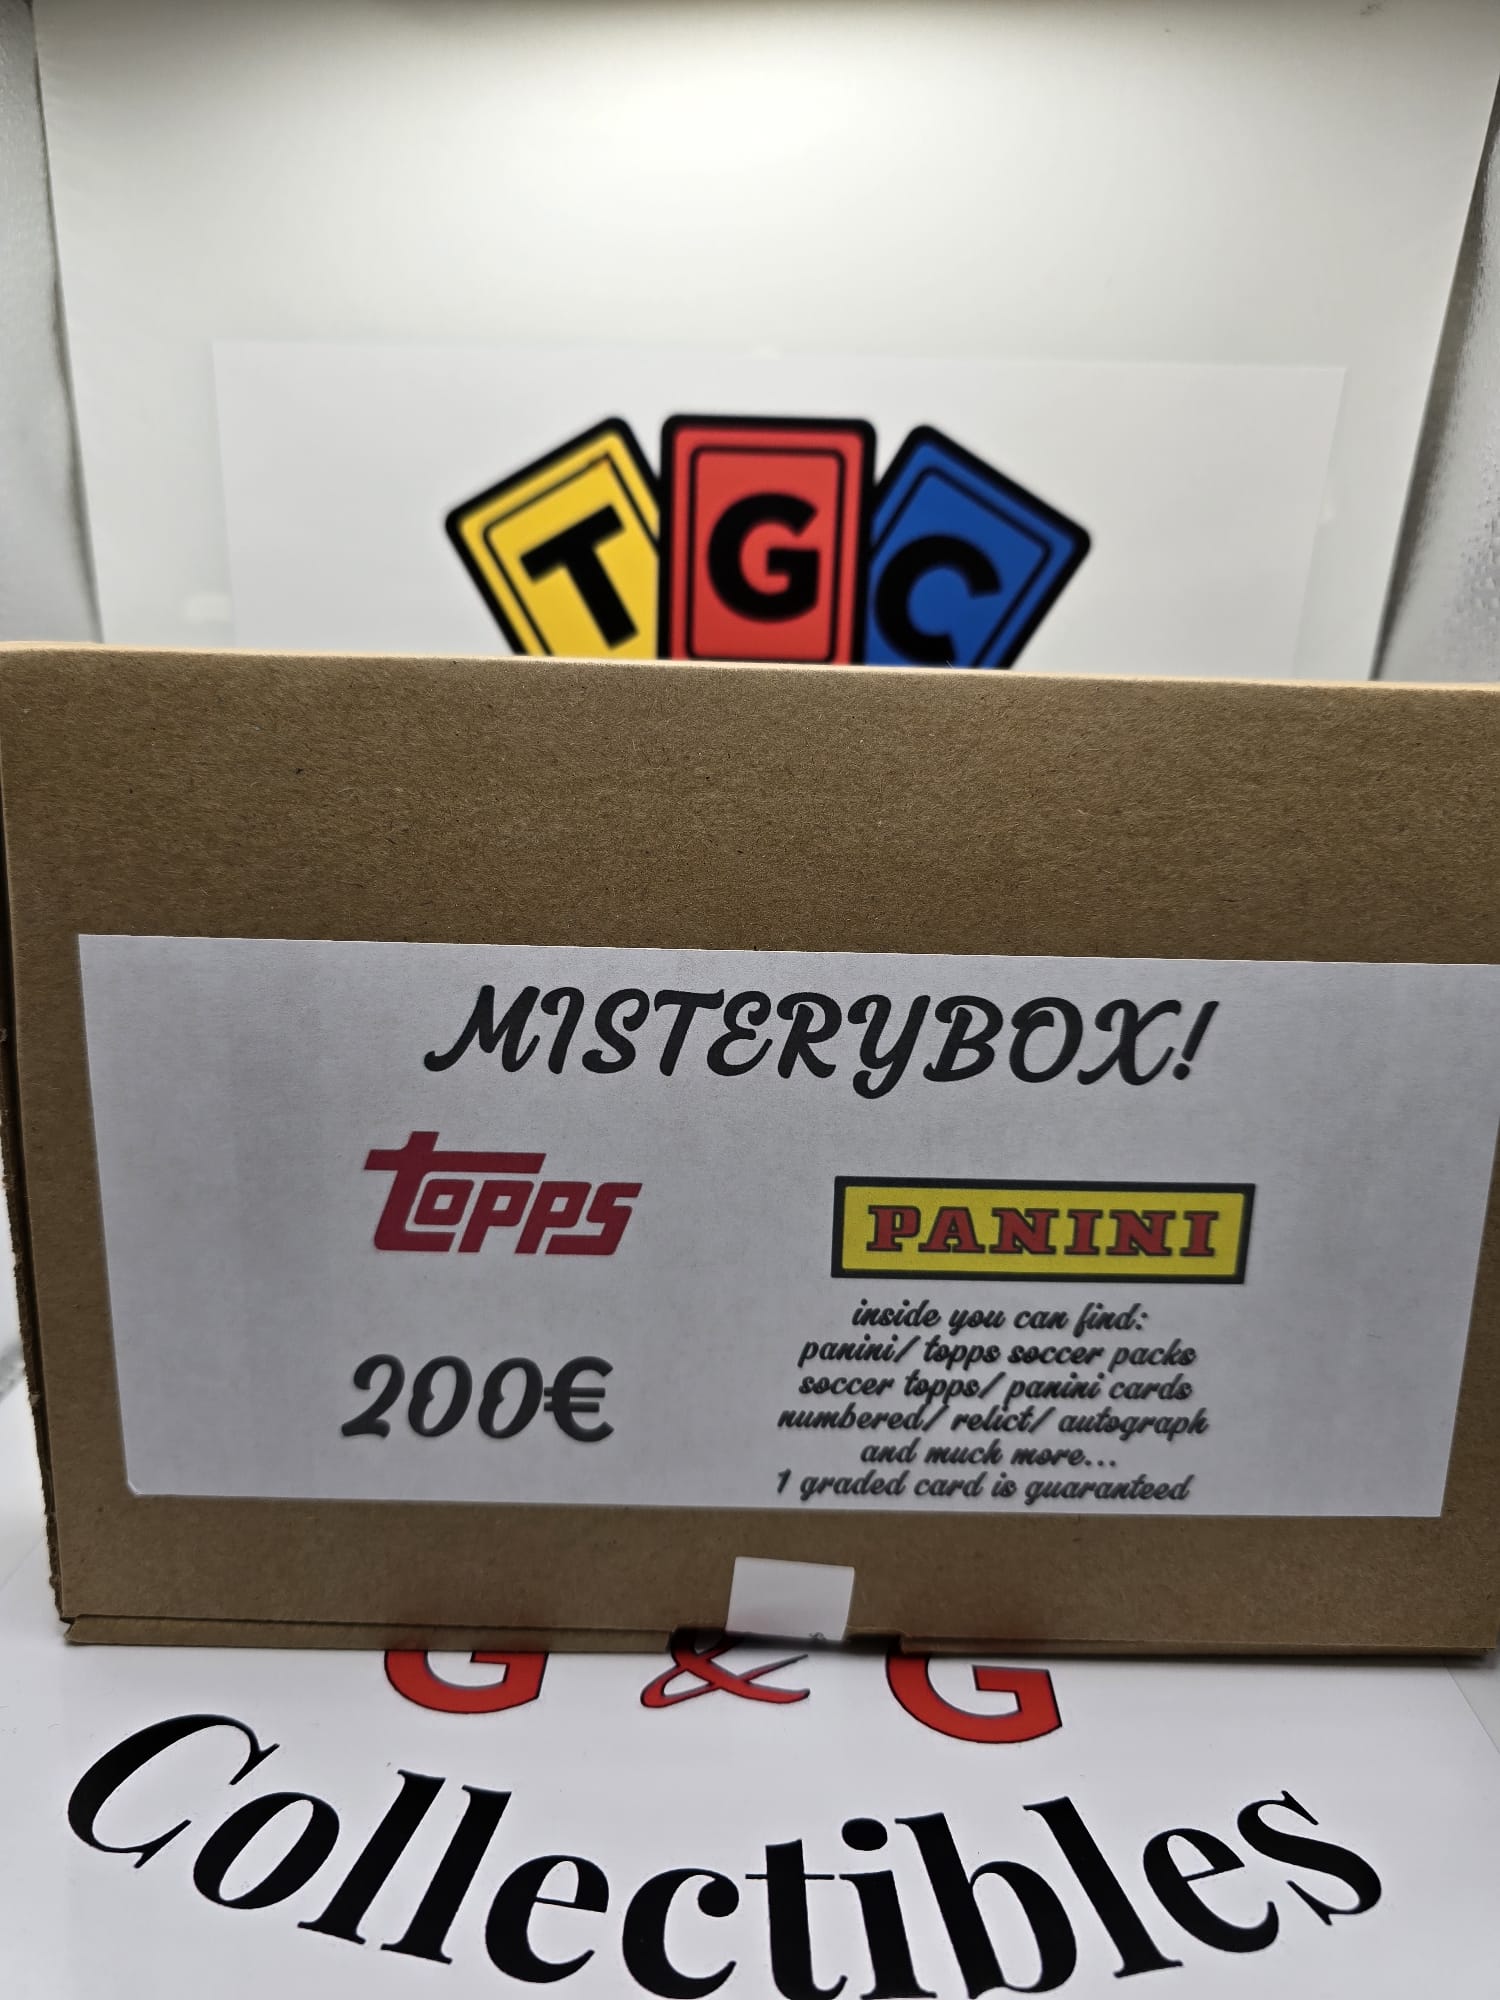 T G C
MISTERYBOX!
topps
PANINI
200€
inside you can find:
panini/ topps soccer packs
soccer topps/ panini cards
numbered/ relict/ autograph
and much more...
1 graded card is guaranteed
G & G
Collectibles